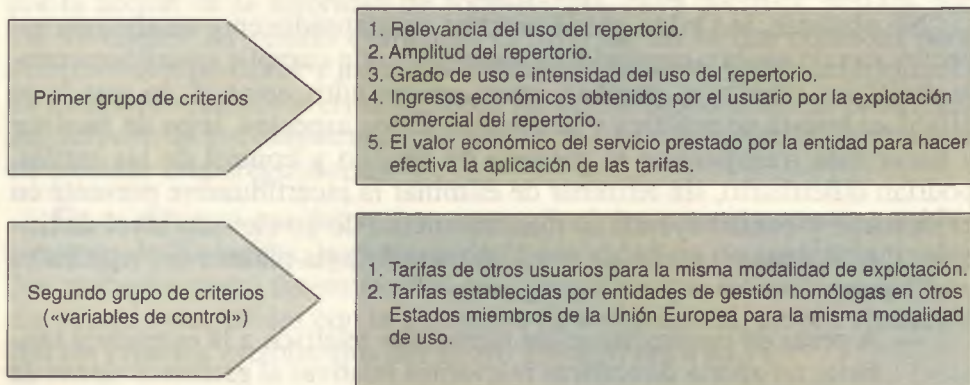 Primer grupo de criterios
1. Relevancia del uso del repertorio.
2. Amplitud del repertorio.
3. Grado de uso e intensidad del uso del repertorio.
4. Ingresos económicos obtenidos por el usuario por la explotación
comercial del repertorio.
5. El valor económico del servicio prestado por la entidad para hacer
efectiva la aplicación de las tarifas.
Segundo grupo de criterios
(«variables de control»)
1. Tarifas de otros usuarios para la misma modalidad de explotación.
2. Tarifas establecidas por entidades de gestión homólogas en otros
Estados miembros de la Unión Europea para la misma modalidad
de uso.